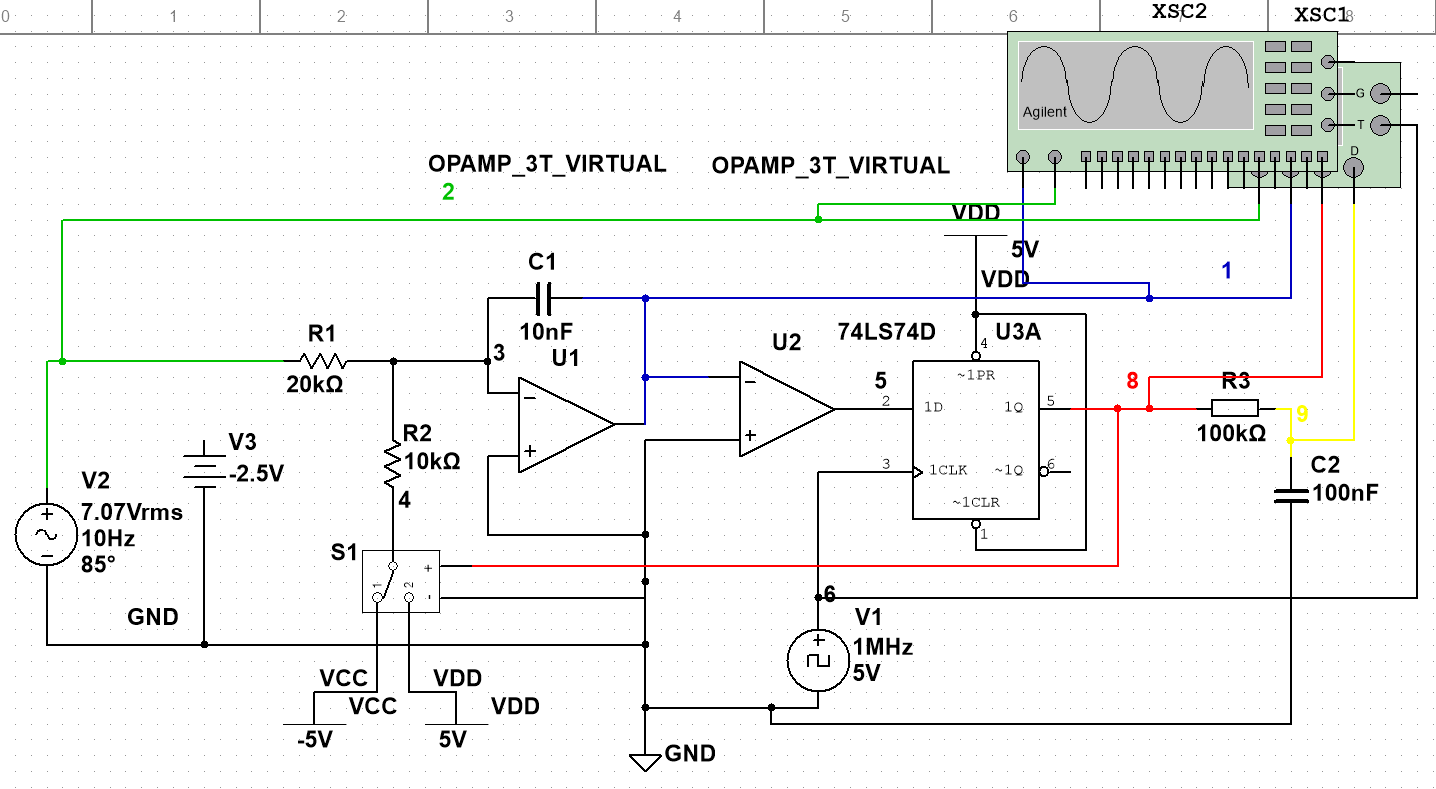 0 1 2 3 4 5 6 7 8
XSC2
XSC1
Agilent
G
T
D
OPAMP_3T_VIRTUAL
OPAMP_3T_VIRTUAL
2
VDD
5V
VDD
1
C1
10nF
R1
20kΩ
3
U1
U2
74LS74D
U3A
4
~1PR
5
2
1D
1Q
5
8
R3
100kΩ
9
3
1CLK
~1Q
6
~1CLR
1
C2
100nF
R2
10kΩ
4
V3
-2.5V
V2
7.07Vrms
10Hz
85°
S1
+
-
1
2
6
V1
1MHz
5V
GND
VCC
VCC
-5V
VDD
VDD
5V
GND